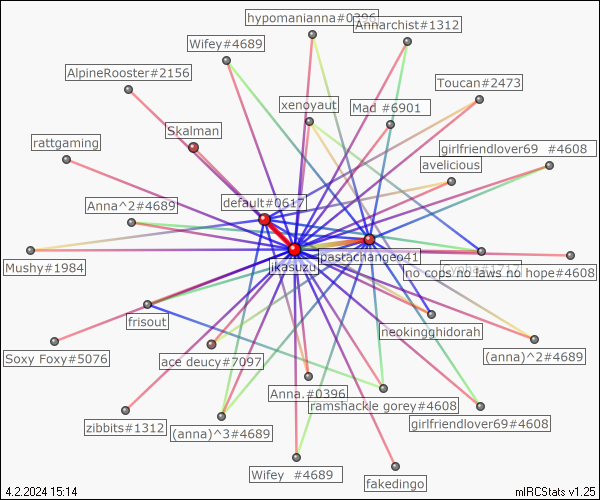 hypomanianna#0396
Annarchist#1312
Wifey#4689
AlpineRooster#2156
Toucan#2473
xenoyaut
Mad #6901
Skalman
girlfriendlover69 #4608
rattgaming
avelicious
Anna^2#4689
default#0617
pastachangeo41
jkasuzu
Mushy#1984
no cops no laws no hope#4608
frisout
neokingghidorah
Soxy Foxy#5076
ace deucy#7097
(anna)^2#4689
Anna.#0396
ramshackle gorey#4608
zibbits#1312
(anna)^3#4689
girlfriendlover69#4608
Wifey #4689
fakedingo
4.2.2024 15:14
mIRCStats v1.25